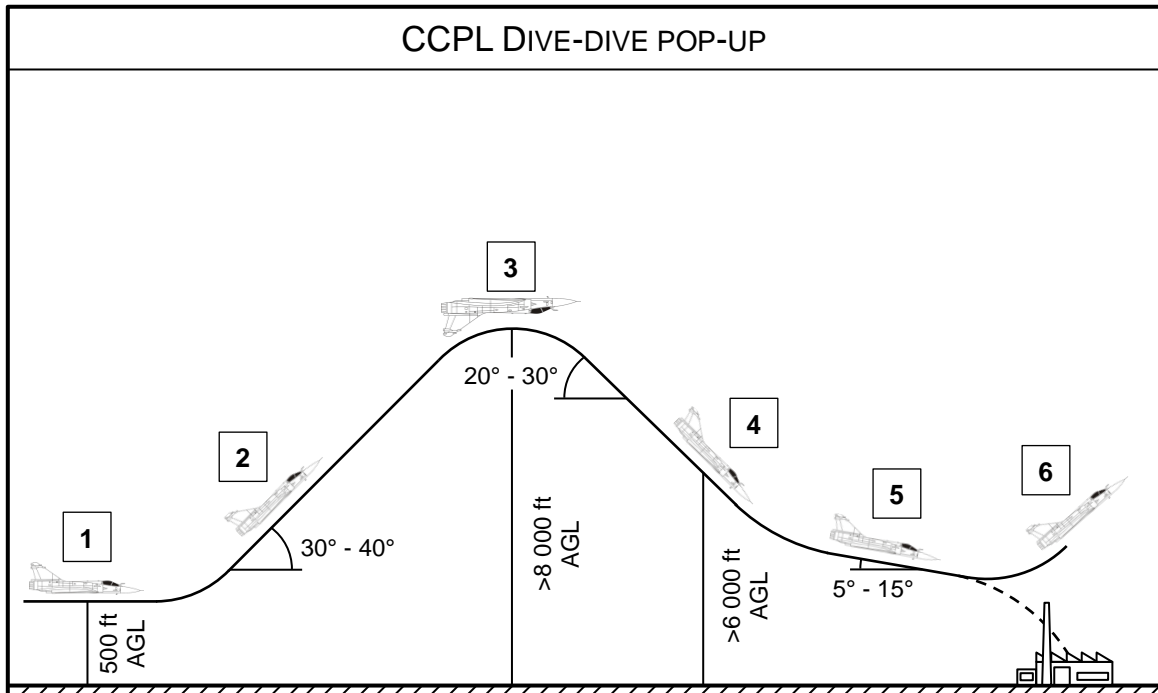 CCPL DIVE-DIVE POP-UP
3
20° - 30°
4
2
6
5
1
30° - 40°
>8 000 ft
AGL
>6 000 ft
AGL
5° - 15°
500 ft
AGL